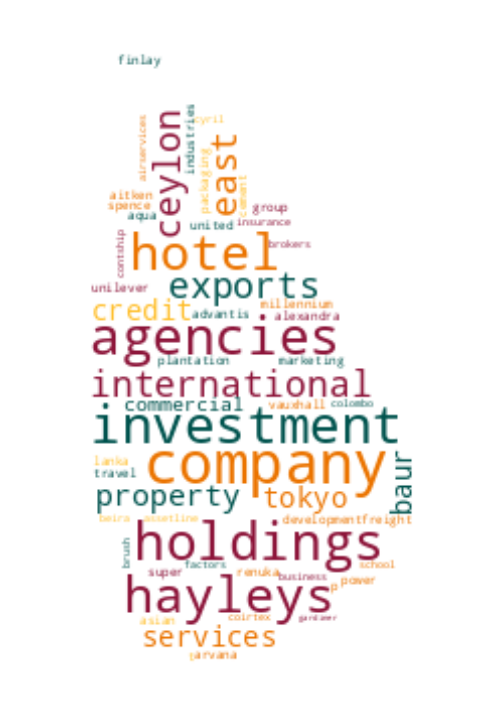 finlay
airservices
ceylon
industries
cyril
packaging
east
cement
aitken
spence
aqua
group
united
insurance
contship
hotel
brokers
unilever
exports
credit
millennium
advantis
alexandra
agencies
plantation
marketing
international
commercial
vauxhall
colombo
investment
lanka
travel
company
baur
property
tokyo
beira
assetline
development
freight
brush
holdings
factors
school
super
renuka
business
power
hayleys
p
asian
coirtex
gardiner
services
arvana